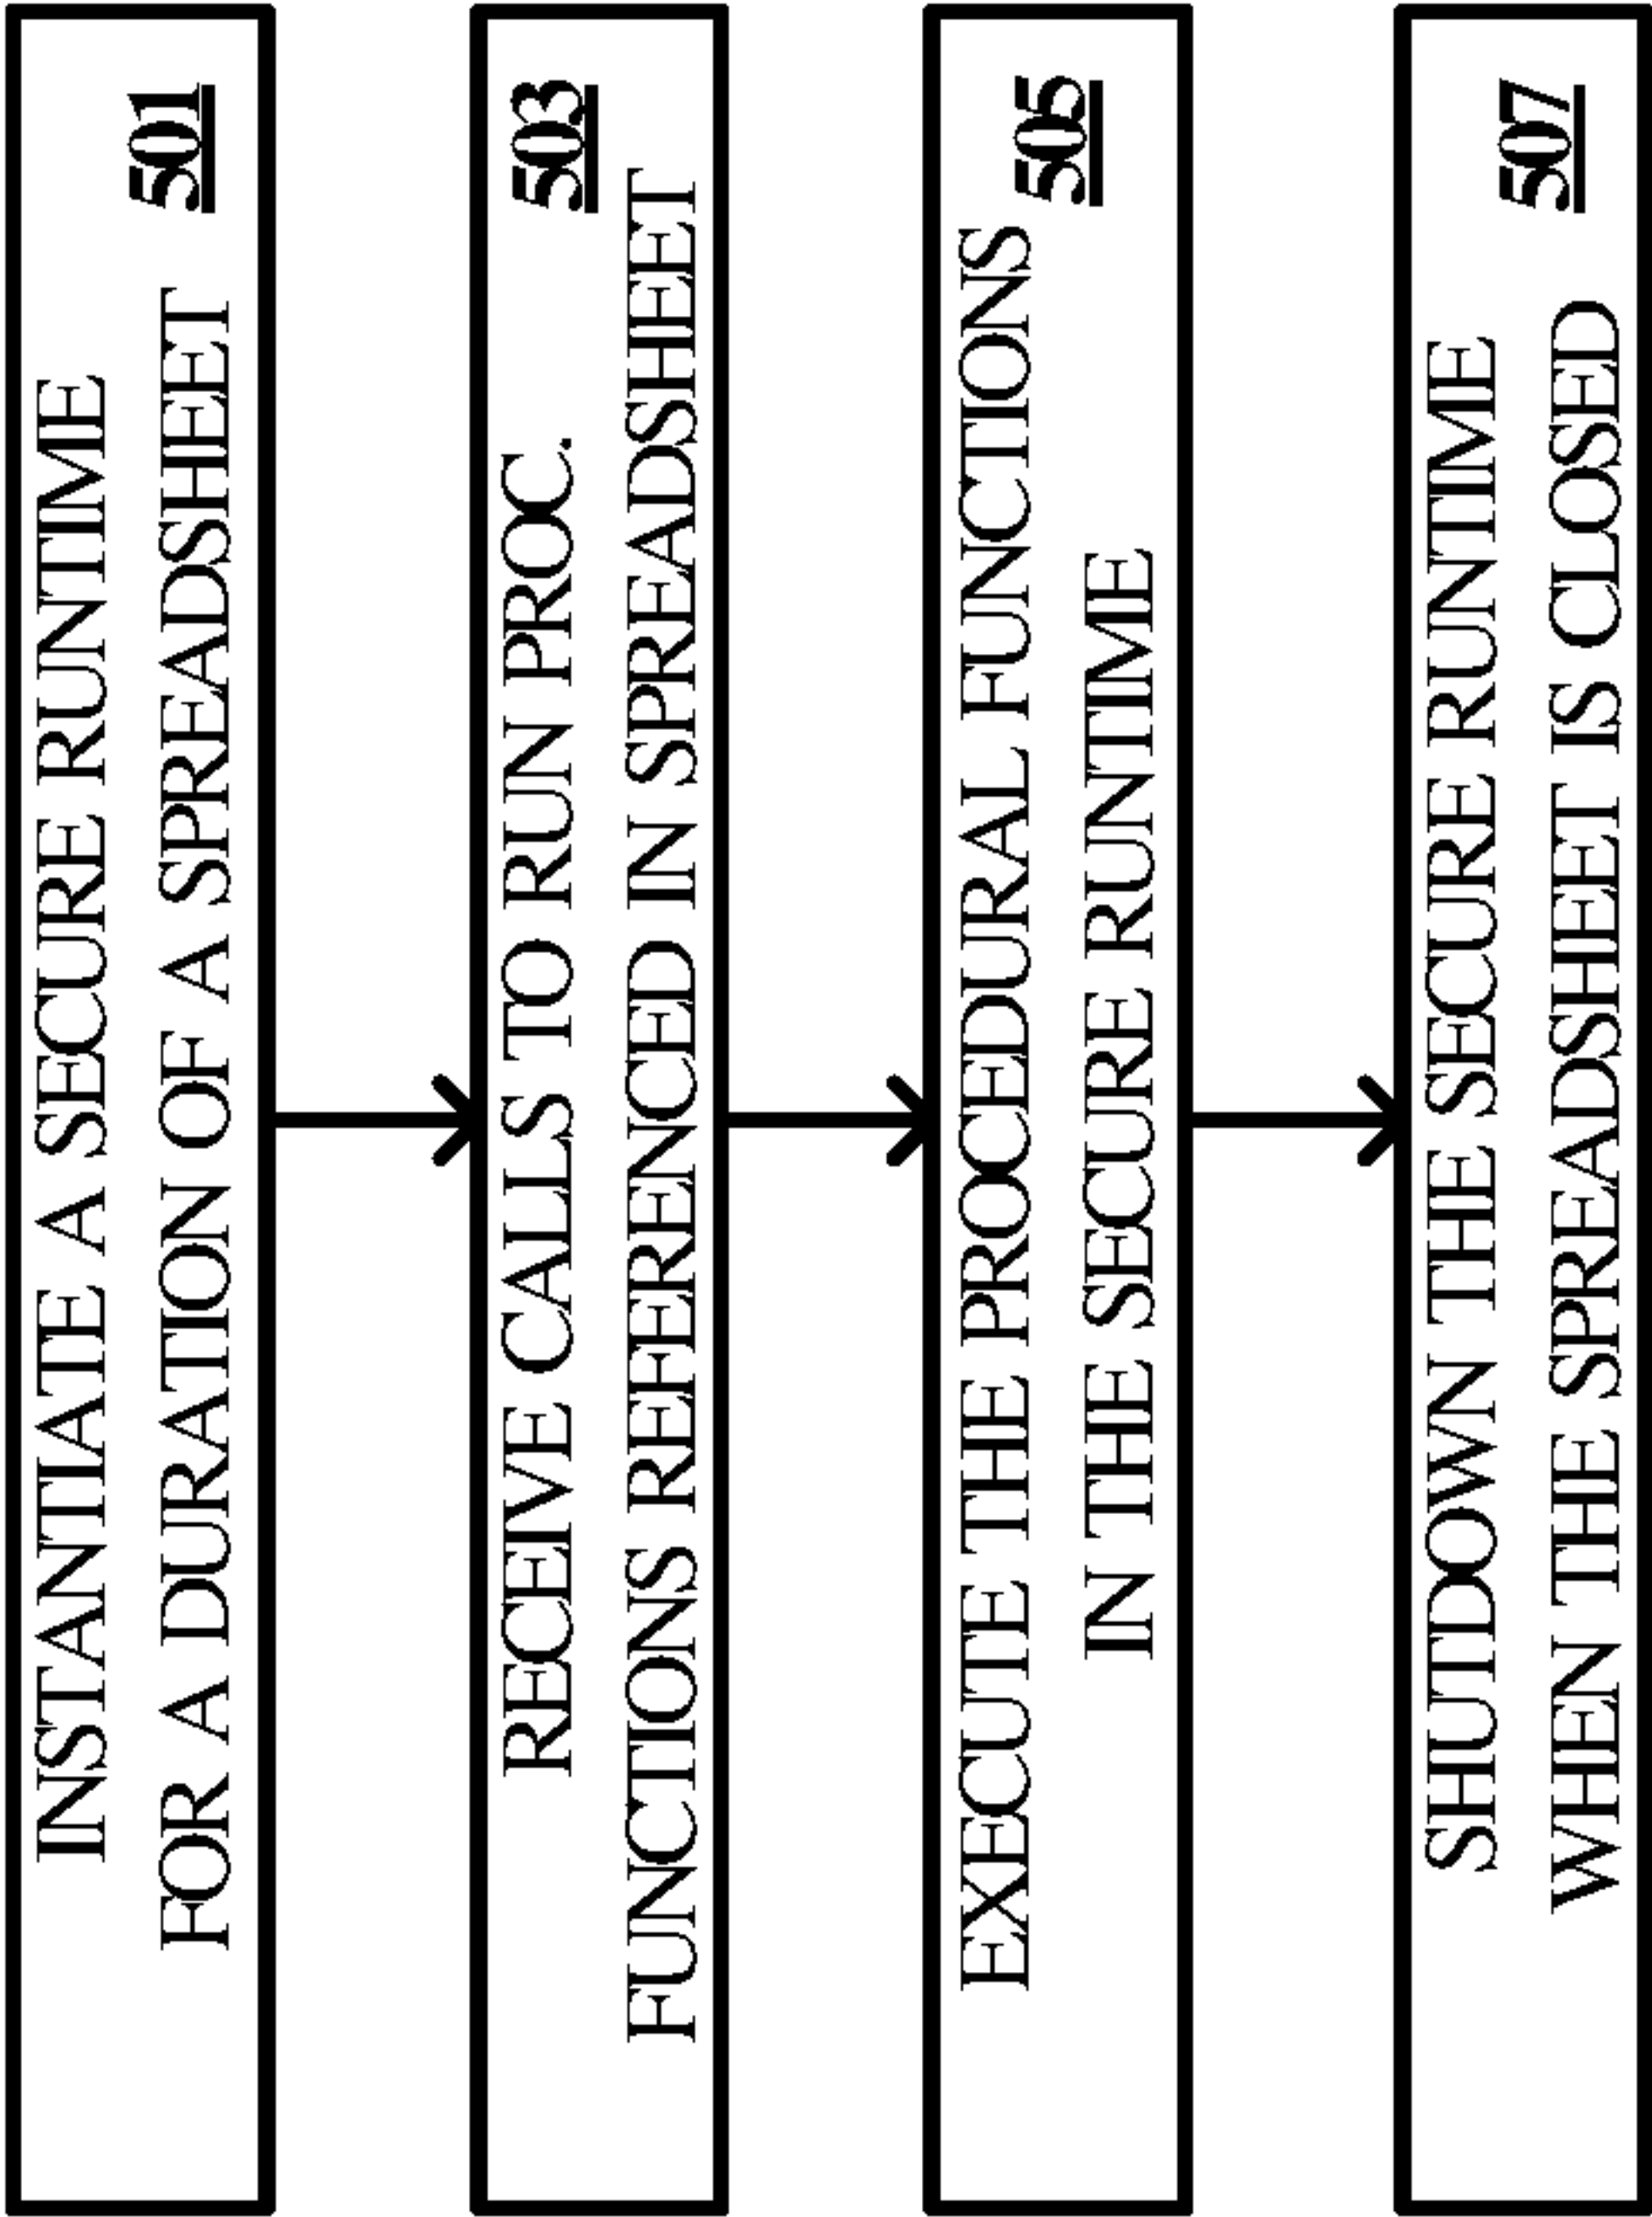 INSTANTIATE A SECURE RUNTIME
FOR A DURATION OF A SPREADSHEET
501
RECEIVE CALLS TO RUN PROC.
FUNCTIONS REFERENCED IN SPREADSHEET
503
EXECUTE THE PROCEDURAL FUNCTIONS
IN THE SECURE RUNTIME
505
SHUTDOWN THE SECURE RUNTIME
WHEN THE SPREADSHEET IS CLOSED
507